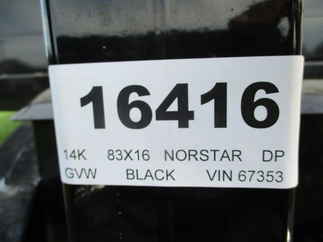 16416
14K 83X16 NORSTAR DP
GVW BLACK VIN 67353